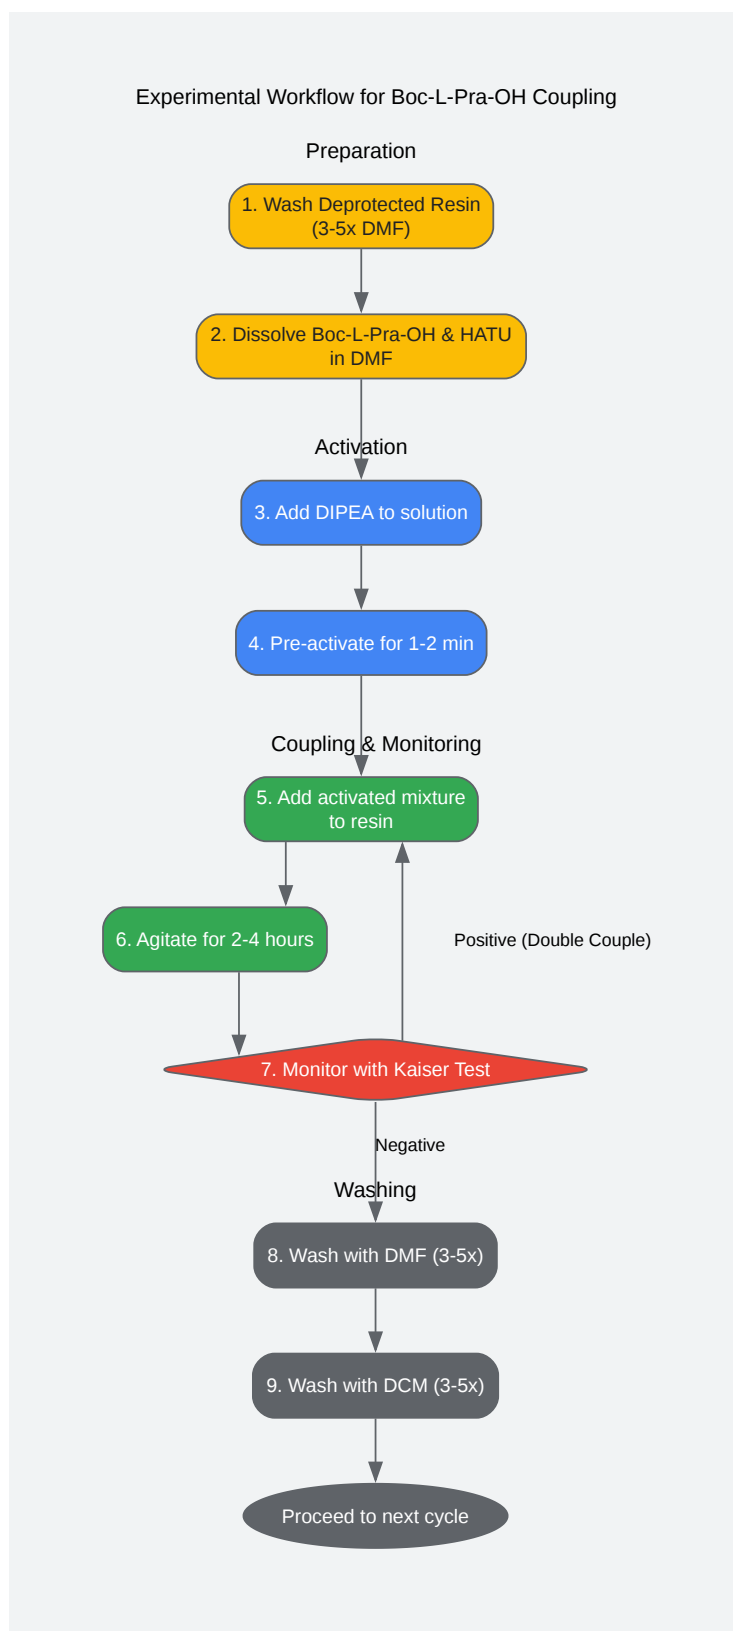 Experimental Workflow for Boc-L-Pra-OH Coupling
Preparation
1. Wash Deprotected Resin
(3-5x DMF)
2. Dissolve Boc-L-Pra-OH & HATU
in DMF
Activation
3. Add DIPEA to solution
4. Pre-activate for 1-2 min
Coupling & Monitoring
5. Add activated mixture
to resin
6. Agitate for 2-4 hours
Positive (Double Couple)
7. Monitor with Kaiser Test
Negative
Washing
8. Wash with DMF (3-5x)
9. Wash with DCM (3-5x)
Proceed to next cycle